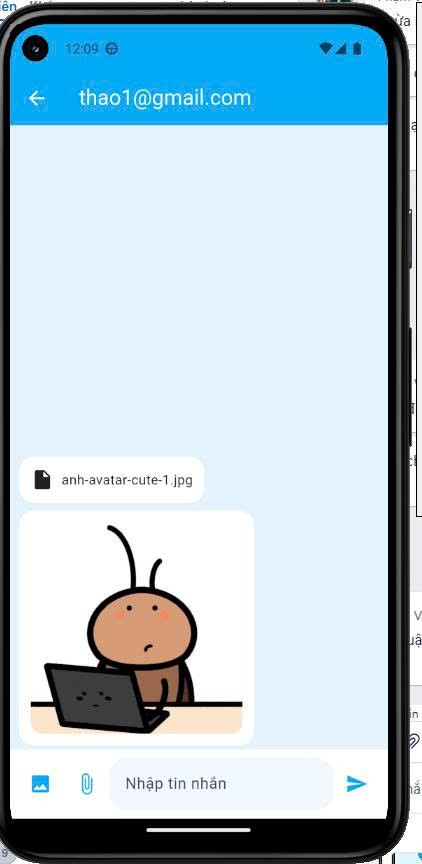 12:09
thao1@gmail.com
anh-avatar-cute-1.jpg
Nhập tin nhắn